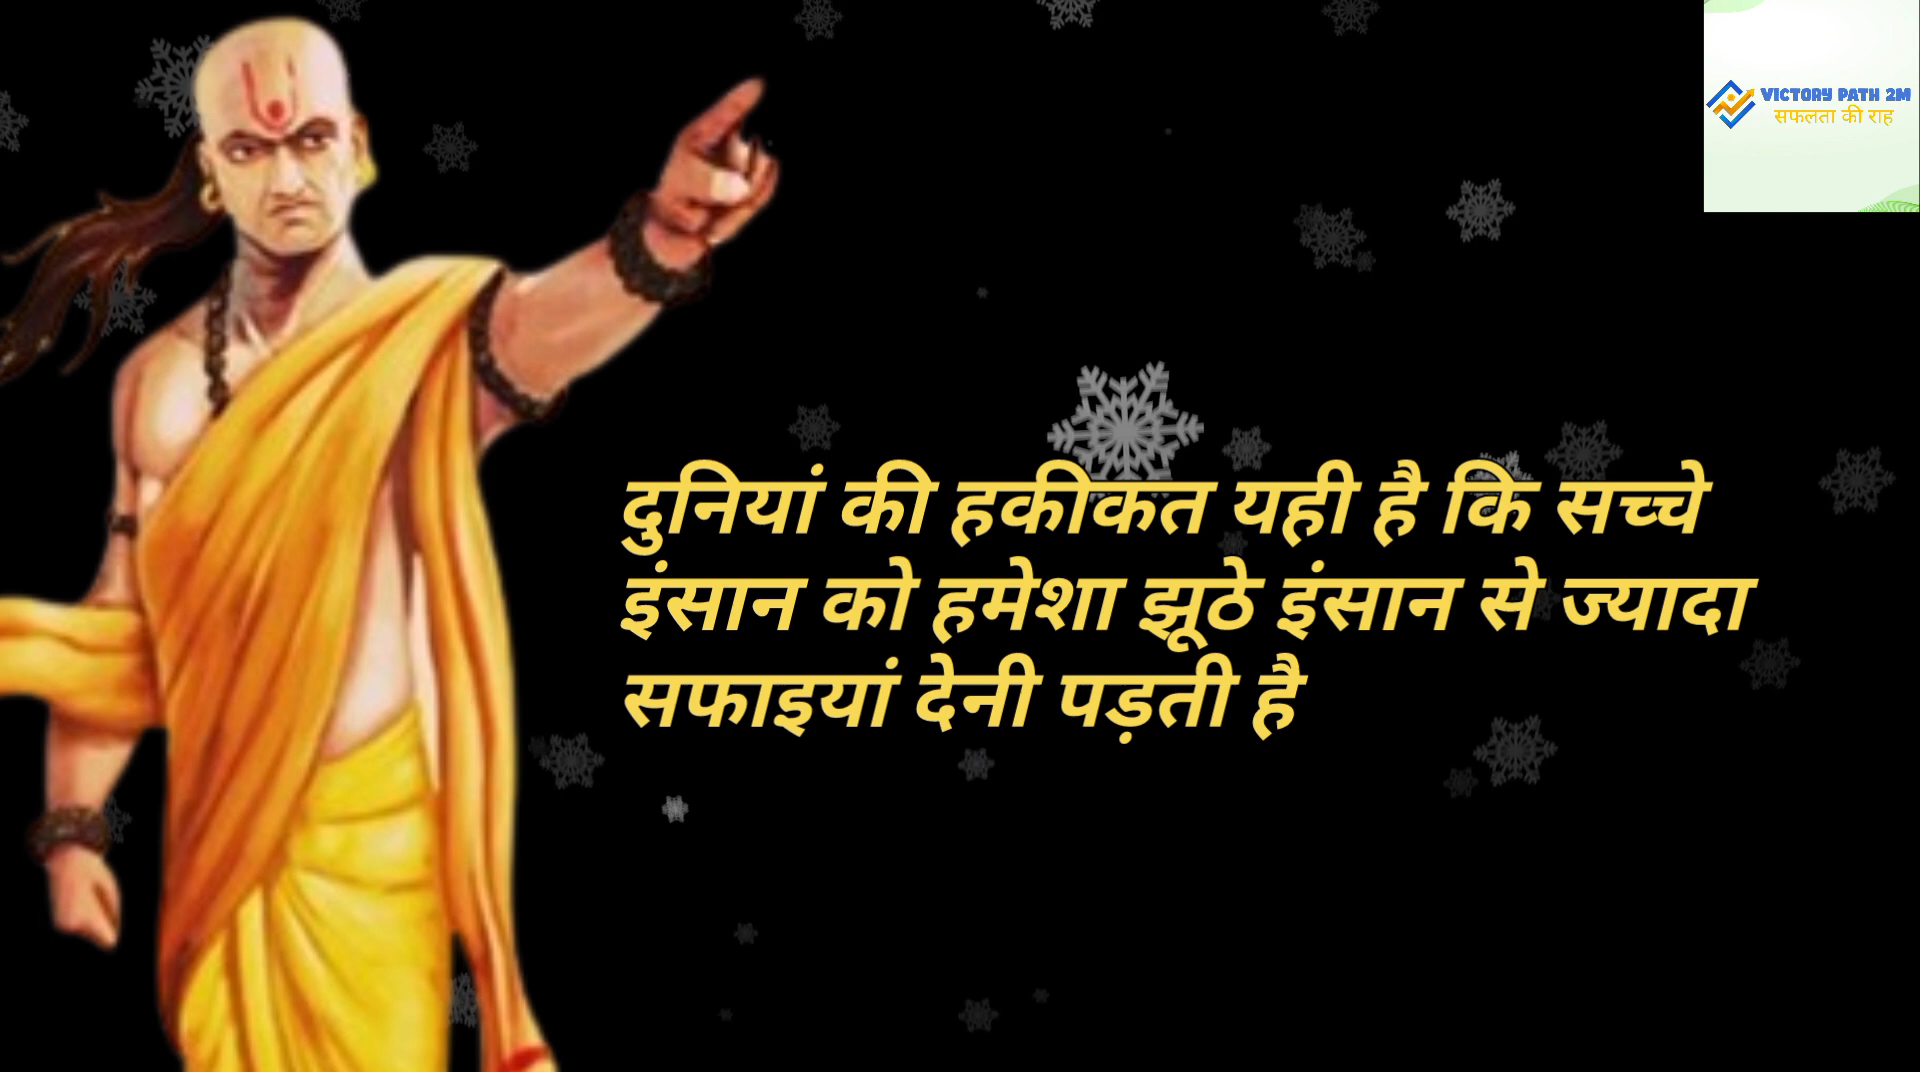 VICTORY PATH 2M
सफलता की राह
दुनियां की हकीकत यही है कि सच्चे
इंसान को हमेशा झूठे इंसान से ज्यादा
सफाइयां देनी पड़ती है